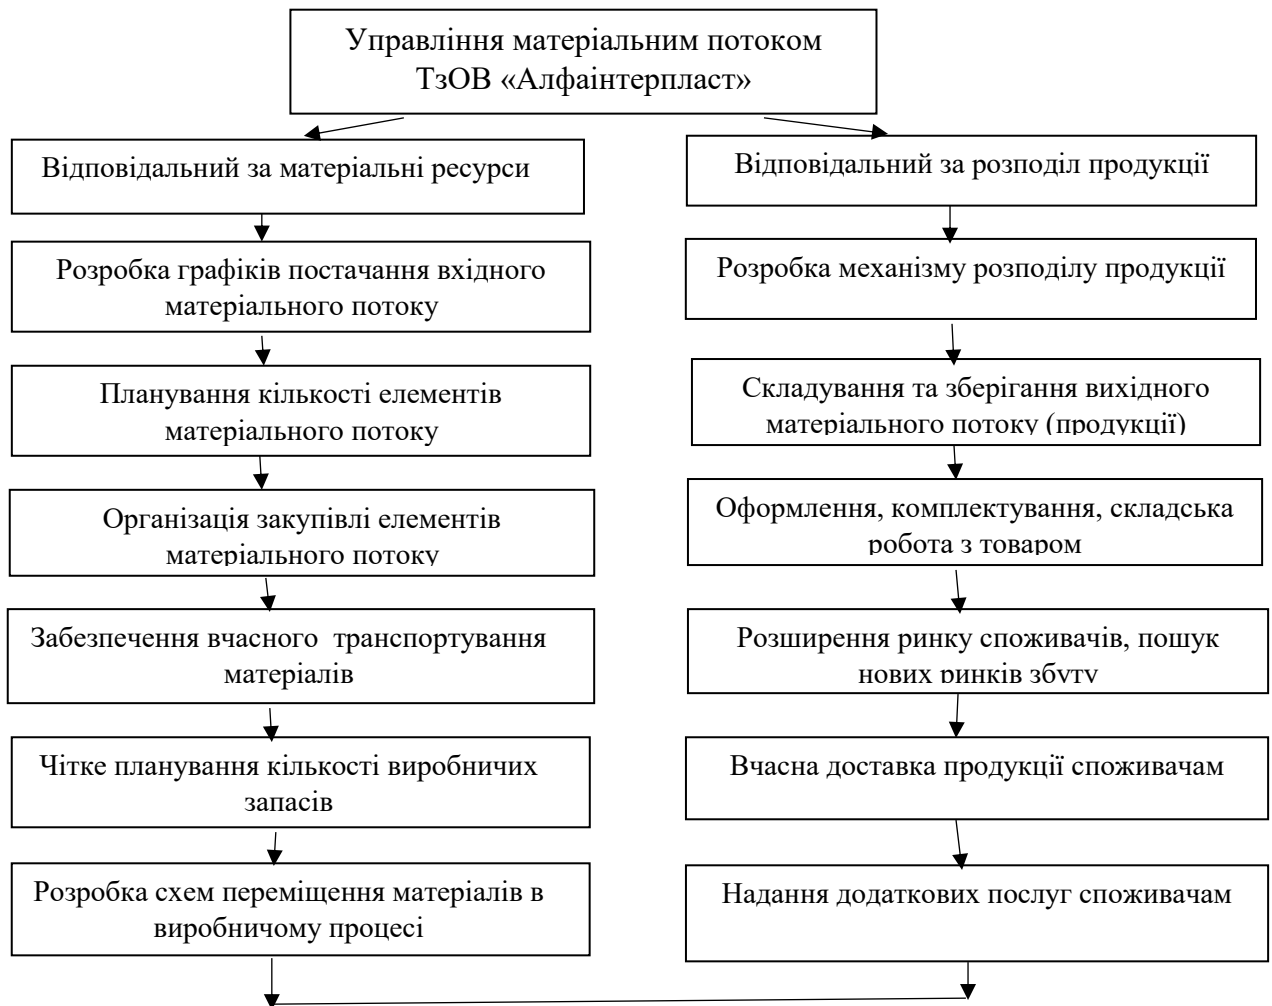 Управління матеріальним потоком
ТзОВ «Алфаінтерпласт»
Відповідальний за матеріальні ресурси
Розробка графіків постачання вхідного
матеріального потоку
Планування кількості елементів
матеріального потоку
Організація закупівлі елементів
матеріального потоку
Забезпечення вчасного транспортування
матеріалів
Чітке планування кількості виробничих
запасів
Розробка схем переміщення матеріалів в
виробничому процесі
Відповідальний за розподіл продукції
Розробка механізму розподілу продукції
Складування та зберігання вихідного
матеріального потоку (продукції)
Оформлення, комплектування, складська
робота з товаром
Розширення ринку споживачів, пошук
нових ринків збуту
Вчасна доставка продукції споживачам
Надання додаткових послуг споживачам